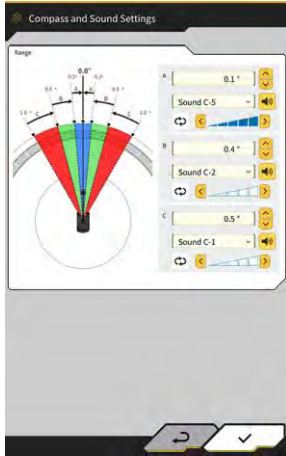 Compass and Sound Settings
Range
0.0°
A
A
B
B
C
C
A
0.1 °
Sound C-5
B
0.4 °
Sound C-2
C
0.5 °
Sound C-1